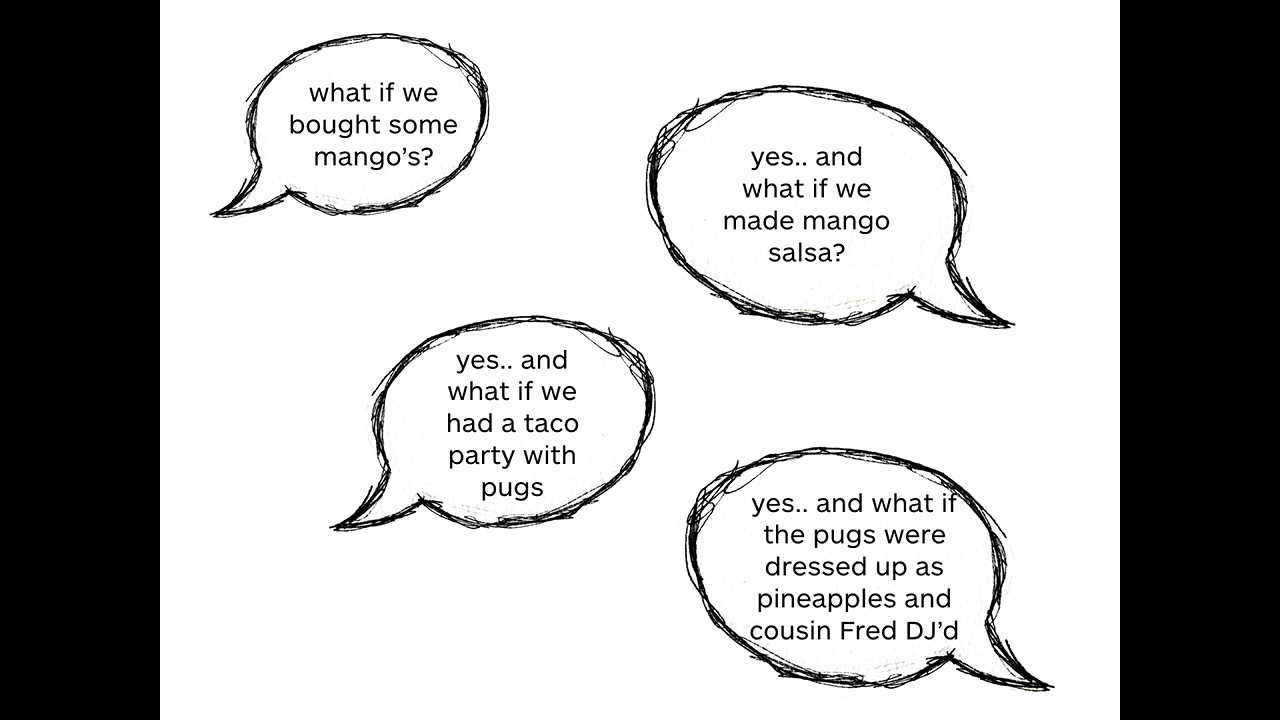 what if we
bought some
mango’s?
yes.. and
what if we
made mango
salsa?
yes.. and
what if we
had a taco
party with
pugs
yes.. and what if
the pugs were
dressed up as
pineapples and
cousin Fred DJ’d